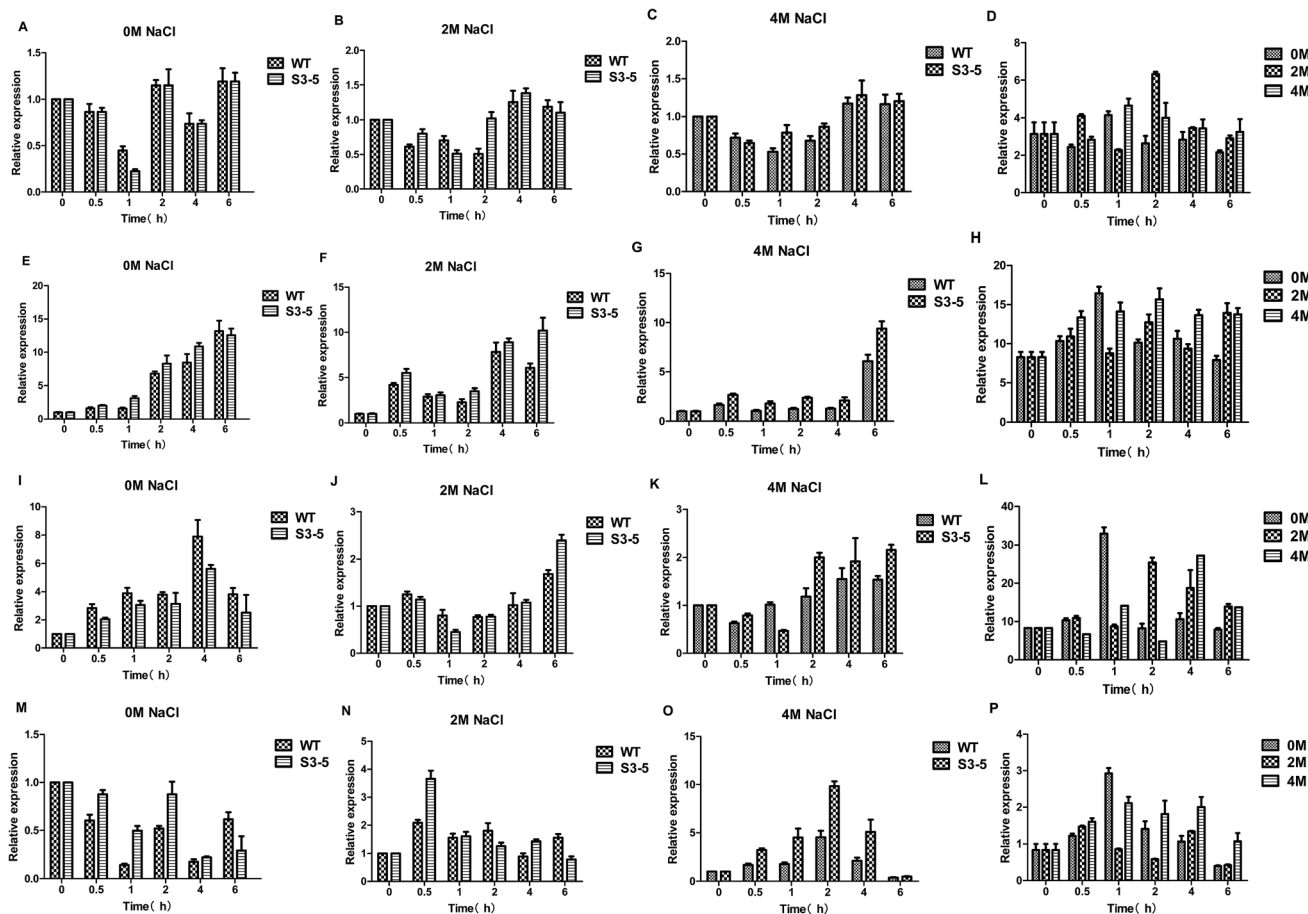 A
0M NaCl
WT
S3-5
Relative expression
1.5
1.0
0.5
0.0
0 0.5 1 2 4 6
Time( h)
B
2M NaCl
WT
S3-5
Relative expression
2.0
1.5
1.0
0.5
0.0
0 0.5 1 2 4 6
Time( h)
C
4M NaCl
WT
S3-5
Relative expression
2.0
1.5
1.0
0.5
0.0
0 0.5 1 2 4 6
Time( h)
D
0M
2M
4M
Relative expression
8
6
4
2
0
0 0.5 1 2 4 6
Time( h)
E
0M NaCl
WT
S3-5
Relative expression
20
15
10
5
0
0 0.5 1 2 4 6
Time( h)
F
2M NaCl
WT
S3-5
Relative expression
15
10
5
0
0 0.5 1 2 4 6
Time( h)
G
4M NaCl
WT
S3-5
Relative expression
15
10
5
0
0 0.5 1 2 4 6
Time( h)
H
0M
2M
4M
Relative expression
20
15
10
5
0
0 0.5 1 2 4 6
Time( h)
I
0M NaCl
WT
S3-5
Relative expression
10
8
6
4
2
0
0 0.5 1 2 4 6
Time( h)
J
2M NaCl
WT
S3-5
Relative expression
3
2
1
0
0 0.5 1 2 4 6
Time( h)
K
4M NaCl
WT
S3-5
Relative expression
3
2
1
0
0 0.5 1 2 4 6
Time( h)
L
0M
2M
4M
Relative expression
50
40
30
20
10
0
0 0.5 1 2 4 6
Time( h)
M
0M NaCl
WT
S3-5
Relative expression
1.5
1.0
0.5
0.0
0 0.5 1 2 4 6
Time( h)
N
2M NaCl
WT
S3-5
Relative expression
5
4
3
2
1
0
0 0.5 1 2 4 6
Time( h)
O
4M NaCl
WT
S3-5
Relative expression
15
10
5
0
0 0.5 1 2 4 6
Time( h)
P
0M
2M
4M
Relative expression
4
3
2
1
0
0 0.5 1 2 4 6
Time( h)